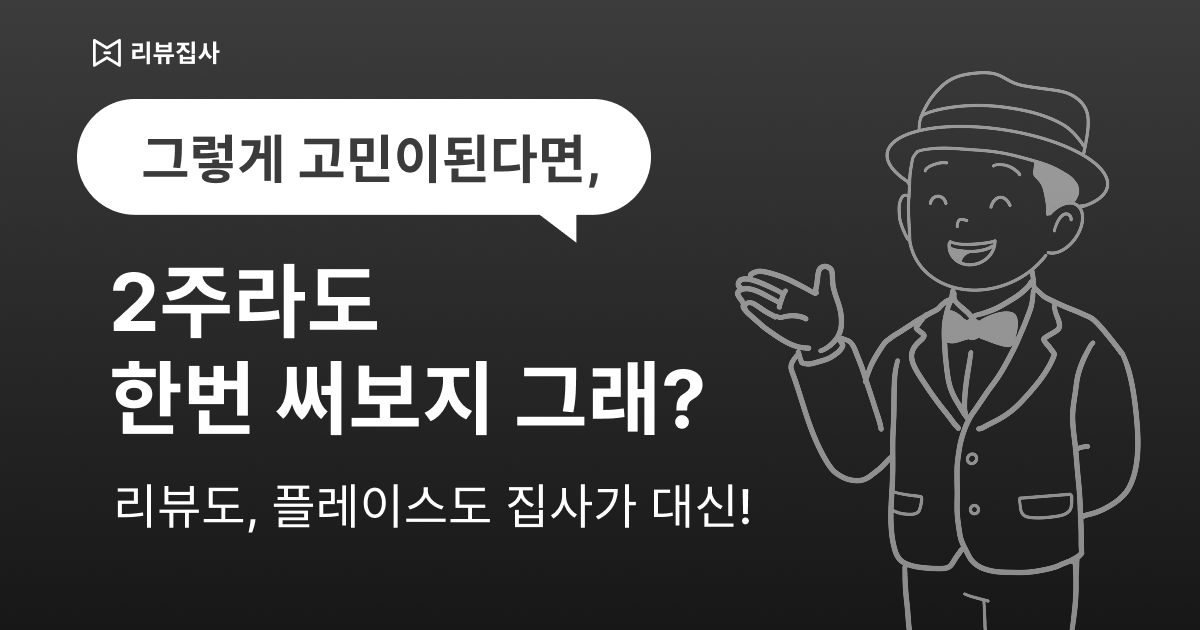 리뷰집사
그렇게 고민이된다면,
2주라도
한번 써보지 그래?
리뷰도, 플레이스도 집사가 대신!